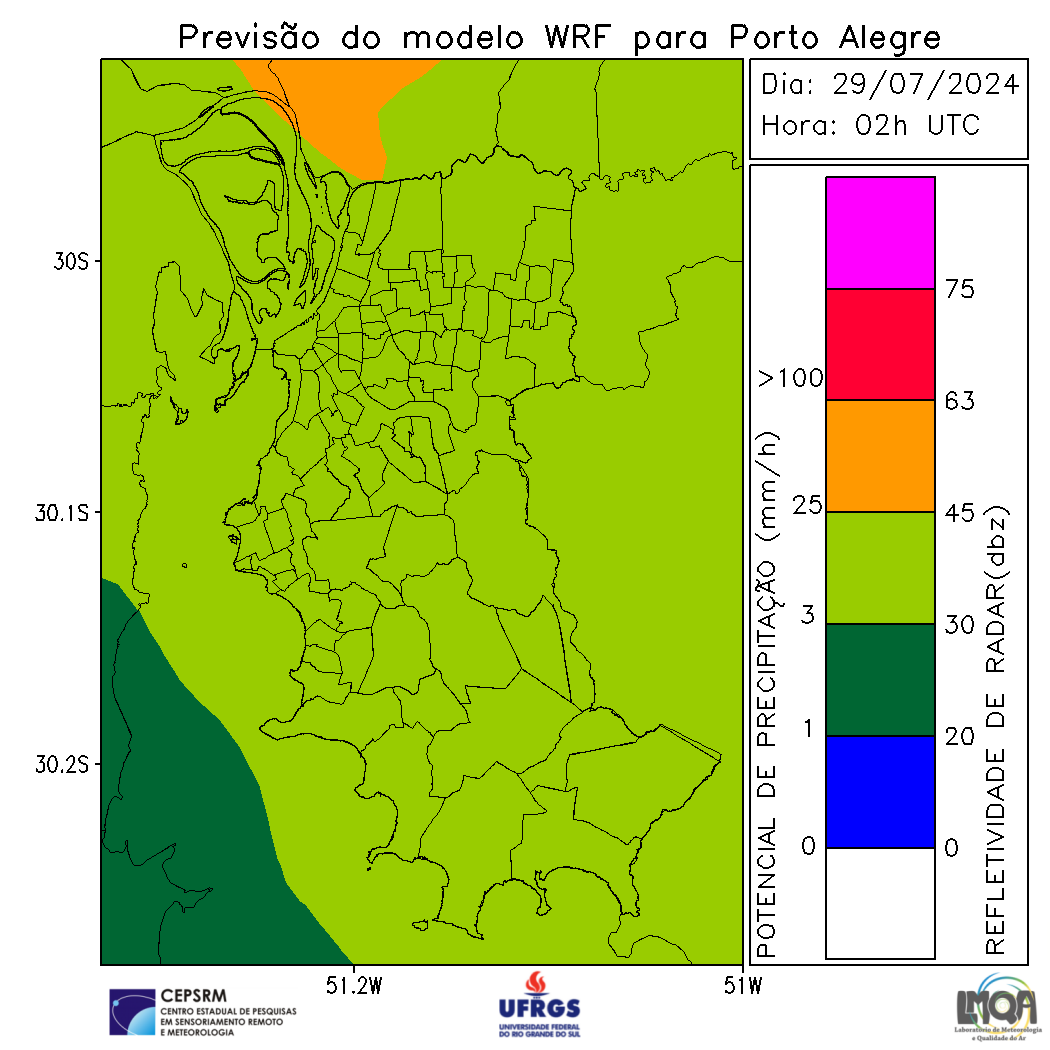 Previsão do modelo WRF para Porto Alegre
Dia: 29/07/2024
Hora: 02h UTC
30S
30.1S
30.2S
51.2W
51W
POTENCIAL DE PRECIPITAÇÃO (mm/h)
>100
25
3
1
0
75
63
45
30
20
0
REFLETIVIDADE DE RADAR(dbz)
CEPSRM
CENTRO ESTADUAL DE PESQUISAS
EM SENSORIAMENTO REMOTO
E METEOROLOGIA
UFRGS
UNIVERSIDADE FEDERAL
DO RIO GRANDE DO SUL
LMQA
Laboratório de Meteorologia
e Qualidade do Ar